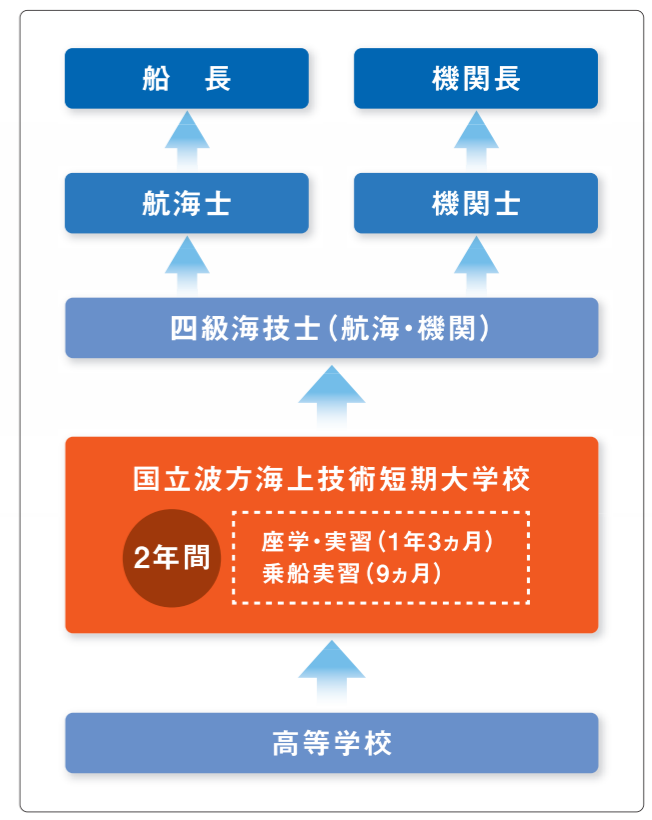 船 長
機関長
航海士
機関士
四級海技士(航海・機関)
国立波方海上技術短期大学校
2年間
座学・実習(1年3ヵ月)
乗船実習(9ヵ月)
高等学校